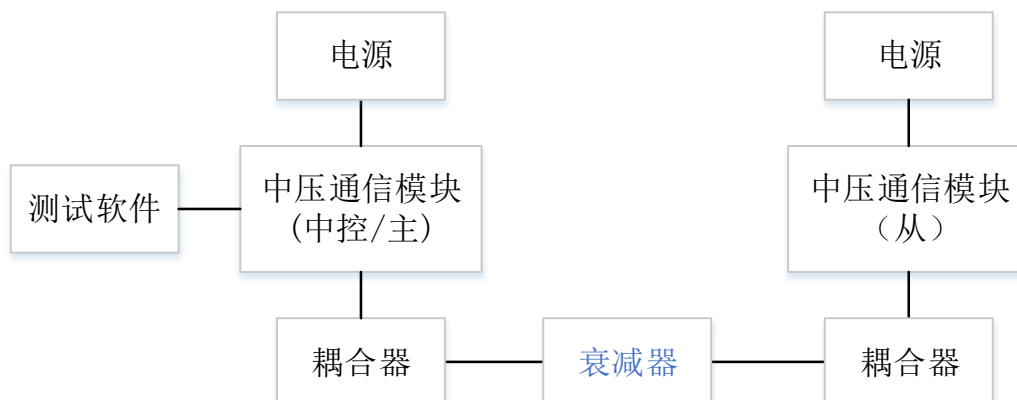 电源
电源
测试软件
中压通信模块
(中控/主)
中压通信模块
（从）
耦合器
衰减器
耦合器